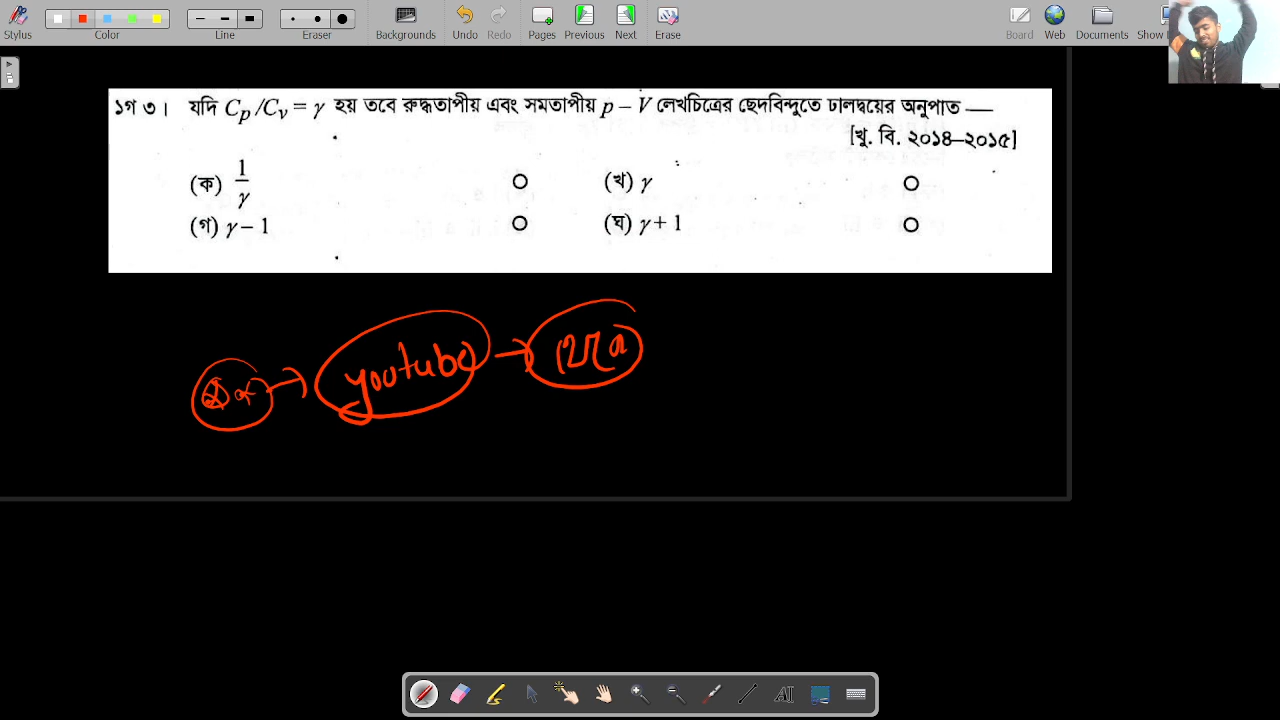 Stylus Color Line Eraser Backgrounds Undo Redo Pages Previous Next Erase Board Web Documents
১গ ৩। যদি Cp/Cv = γ হয় তবে রুদ্ধতাপীয় এবং সমতাপীয় p – V লেখচিত্রের ছেদবিন্দুতে ঢালদ্বয়ের অনুপাত —
[খু. বি. ২০১৪–২০১৫]
(ক) 1/γ (খ) γ
(গ) γ – 1 (ঘ) γ + 1
youtube